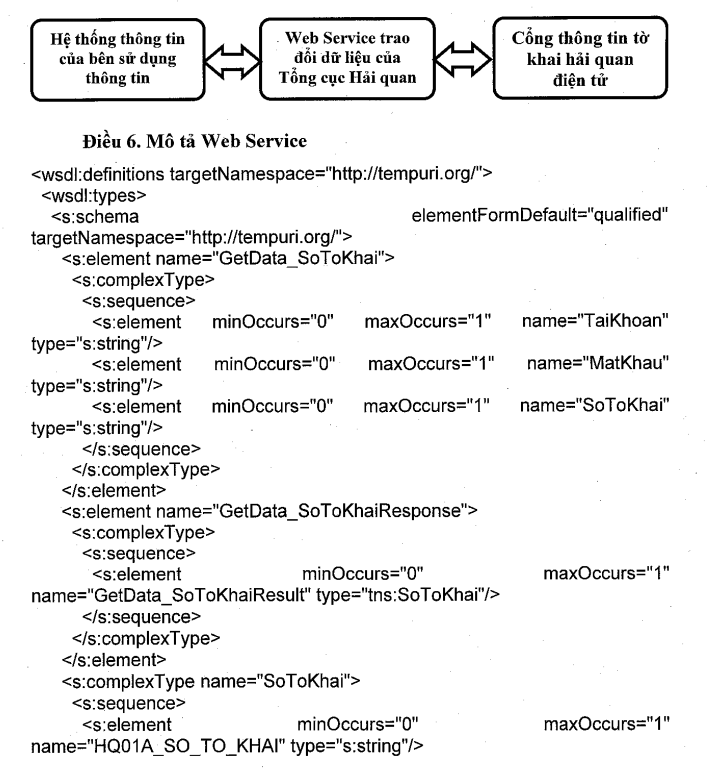 Hệ thống thông tin
của bên sử dụng
thông tin
Web Service trao
đổi dữ liệu của
Tổng cục Hải quan
Cổng thông tin tờ
khai hải quan
điện tử
Điều 6. Mô tả Web Service
<wsdl:definitions targetNamespace="http://tempuri.org/">
<wsdl:types>
<s:schema elementFormDefault="qualified"
targetNamespace="http://tempuri.org/">
<s:element name="GetData_SoToKhai">
<s:complexType>
<s:sequence>
<s:element minOccurs="0" maxOccurs="1" name="TaiKhoan"
type="s:string"/>
<s:element minOccurs="0" maxOccurs="1" name="MatKhau"
type="s:string"/>
<s:element minOccurs="0" maxOccurs="1" name="SoToKhai"
type="s:string"/>
</s:sequence>
</s:complexType>
</s:element>
<s:element name="GetData_SoToKhaiResponse">
<s:complexType>
<s:sequence>
<s:element minOccurs="0" maxOccurs="1"
name="GetData_SoToKhaiResult" type="tns:SoToKhai"/>
</s:sequence>
</s:complexType>
</s:element>
<s:complexType name="SoToKhai">
<s:sequence>
<s:element minOccurs="0" maxOccurs="1"
name="HQ01A_SO_TO_KHAI" type="s:string"/>